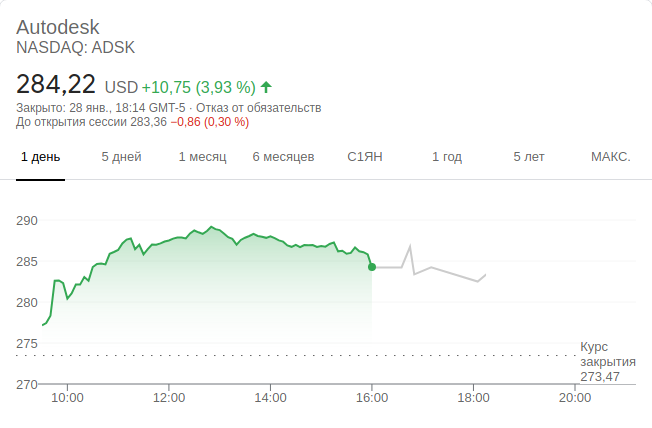 Autodesk
NASDAQ: ADSK
284,22 USD +10,75 (3,93 %)
Закрыто: 28 янв., 18:14 GMT-5 · Отказ от обязательств
До открытия сессии 283,36 −0,86 (0,30 %)
1 день 5 дней 1 месяц 6 месяцев С1ЯН 1 год 5 лет МАКС.
290
285
280
275
Курс
закрытия
273,47
270
10:00 12:00 14:00 16:00 18:00 20:00